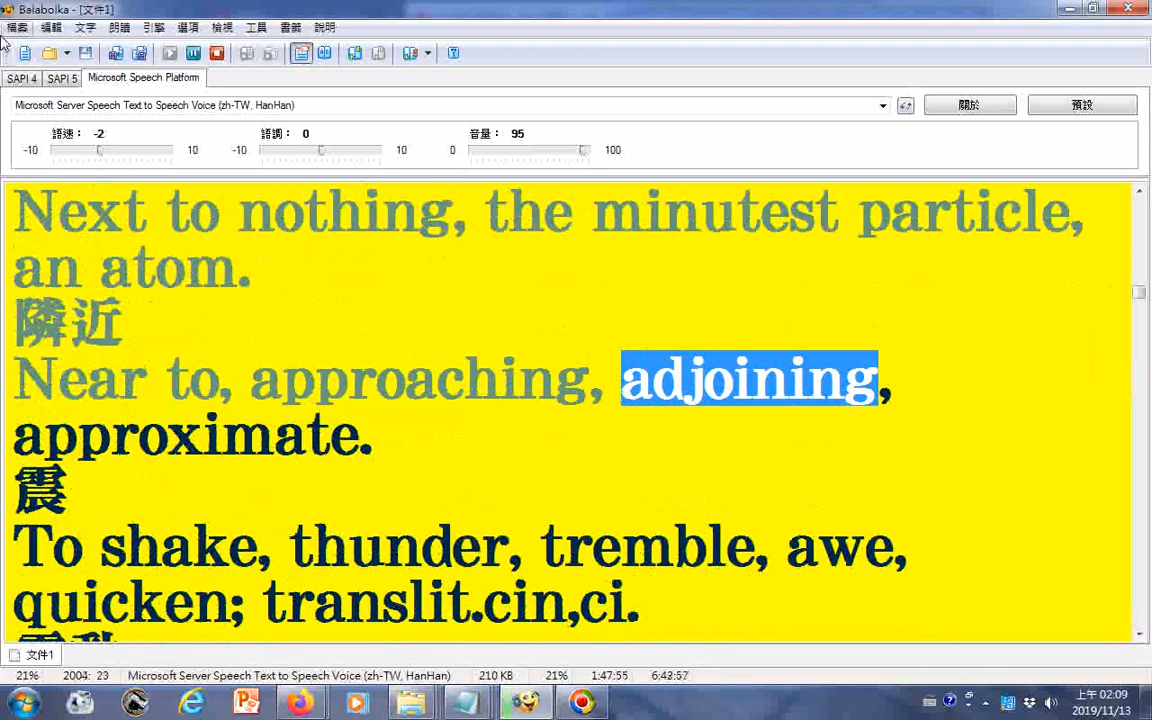 Balabolka - [文件1]
檔案 編輯 文字 朗讀 引擎 選項 檢視 工具 書籤 說明
SAPI 4 SAPI 5 Microsoft Speech Platform
Microsoft Server Speech Text to Speech Voice (zh-TW, HanHan) 關於 預設
語速： -2 語調： 0 音量： 95
-10 10 -10 10 0 100
Next to nothing, the minutest particle,
an atom.
隣近
Near to, approaching, adjoining,
approximate.
震
To shake, thunder, tremble, awe,
quicken; translit.cin,ci.
文件1
21% 2004: 23 Microsoft Server Speech Text to Speech Voice (zh-TW, HanHan) 210 KB 21% 1:47:55 6:42:57
上午 02:09
2019/11/13